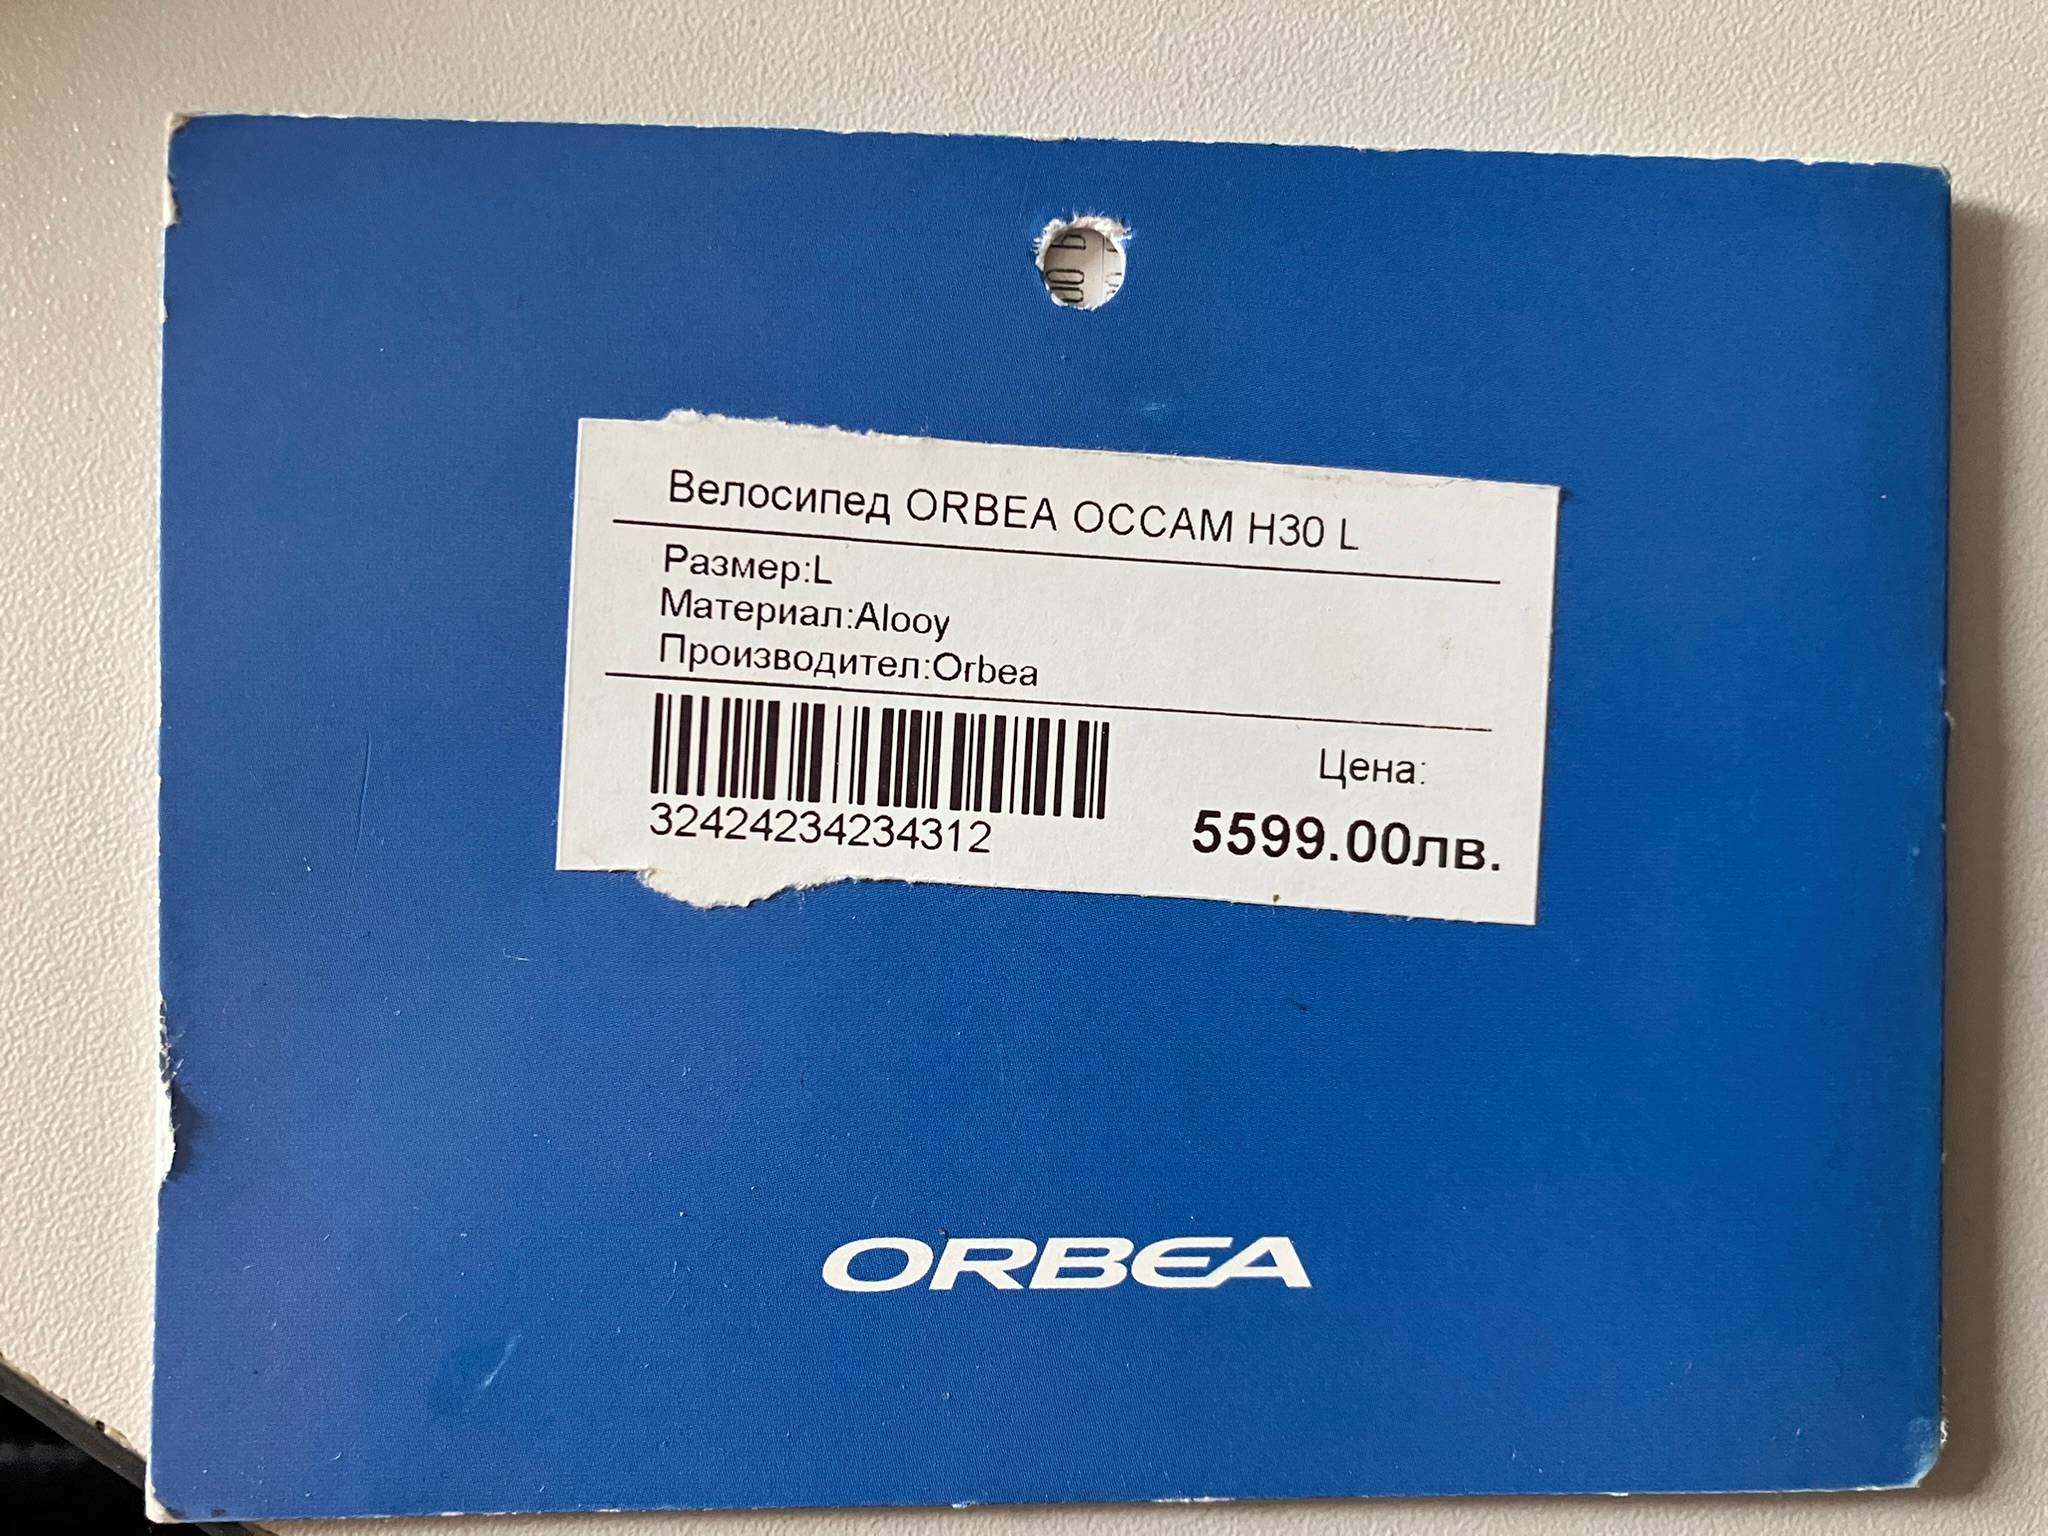 Велосипед ORBEA OCCAM H30 L
Размер:L
Материал:Alooy
Производител:Orbea
32424234234312
Цена:
5599.00лв.
ORBEA